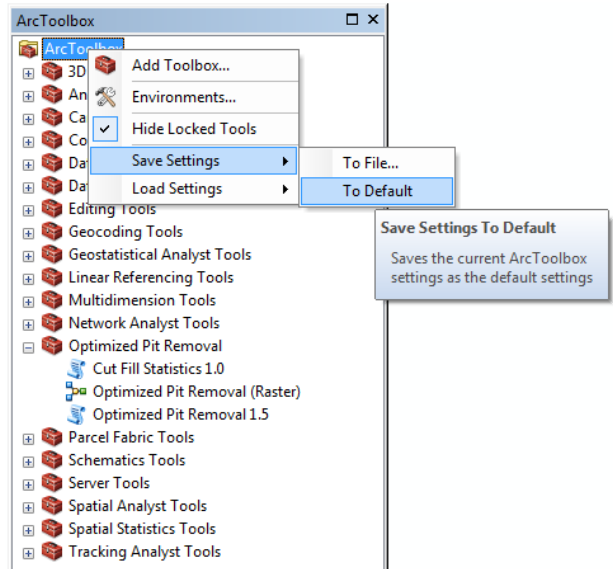 ArcToolbox
ArcToolbox
3D
An
Ca
Co
Da
Da
Editing Tools
Geocoding Tools
Geostatistical Analyst Tools
Linear Referencing Tools
Multidimension Tools
Network Analyst Tools
Optimized Pit Removal
Cut Fill Statistics 1.0
Optimized Pit Removal (Raster)
Optimized Pit Removal 1.5
Parcel Fabric Tools
Schematics Tools
Server Tools
Spatial Analyst Tools
Spatial Statistics Tools
Tracking Analyst Tools
Add Toolbox...
Environments...
Hide Locked Tools
Save Settings
Load Settings
To File...
To Default
Save Settings To Default
Saves the current ArcToolbox
settings as the default settings